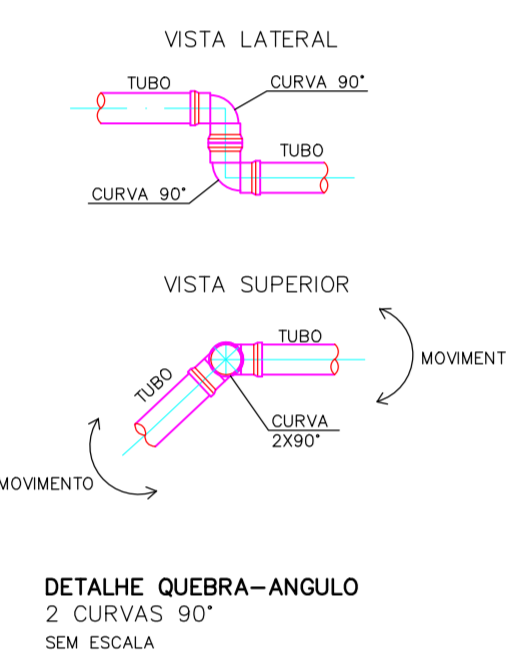 VISTA LATERAL
TUBO
CURVA 90°
TUBO
CURVA 90°
VISTA SUPERIOR
TUBO
MOVIMENT
TUBO
CURVA
2X90°
MOVIMENTO
DETALHE QUEBRA-ANGULO
2 CURVAS 90°
SEM ESCALA